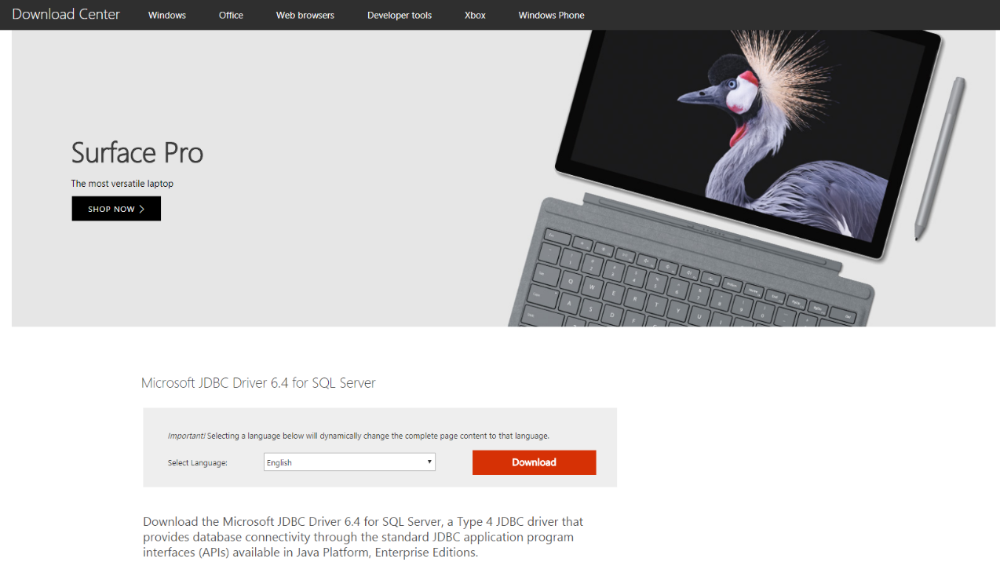 Download Center
Windows
Office
Web browsers
Developer tools
Xbox
Windows Phone
Surface Pro
The most versatile laptop
SHOP NOW
Microsoft JDBC Driver 6.4 for SQL Server
Important! Selecting a language below will dynamically change the complete page content to that language.
Select Language:
English
Download
Download the Microsoft JDBC Driver 6.4 for SQL Server, a Type 4 JDBC driver that
provides database connectivity through the standard JDBC application program
interfaces (APIs) available in Java Platform, Enterprise Editions.